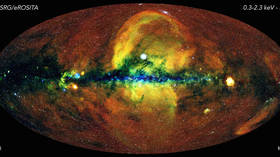 SRG/eROSITA
0.3-2.3 keV -